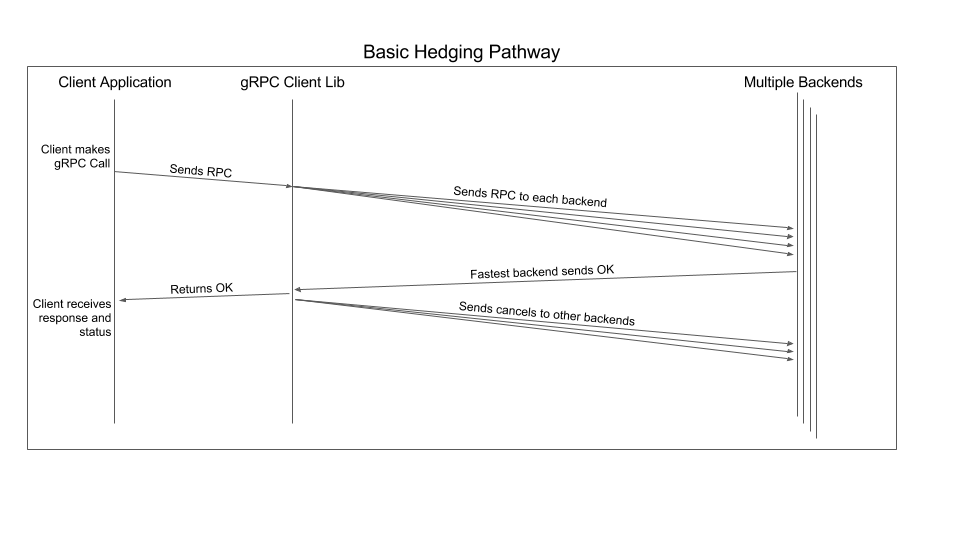 Basic Hedging Pathway
Client Application
gRPC Client Lib
Multiple Backends
Client makes
gRPC Call
Sends RPC
Sends RPC to each backend
Fastest backend sends OK
Returns OK
Client receives
response and
status
Sends cancels to other backends